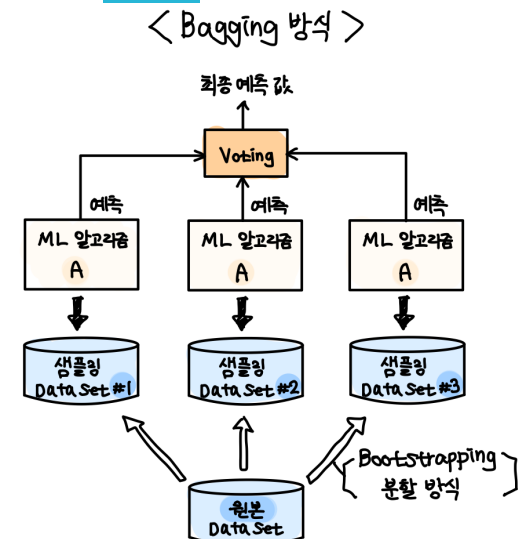 < Bagging 방식 >
최종 예측 값
Voting
예측
예측
예측
ML 알고리즘
A
ML 알고리즘
A
ML 알고리즘
A
샘플링
Data Set #1
샘플링
Data Set #2
샘플링
Data Set #3
Bootstrapping
분할 방식
원본
Data Set